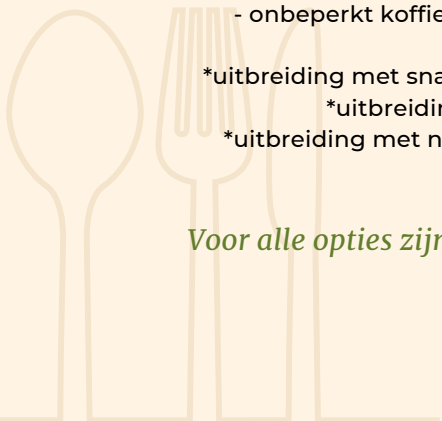 - onbeperkt koffie
*uitbreiding met sna
*uitbreidin
*uitbreiding met n
Voor alle opties zijn